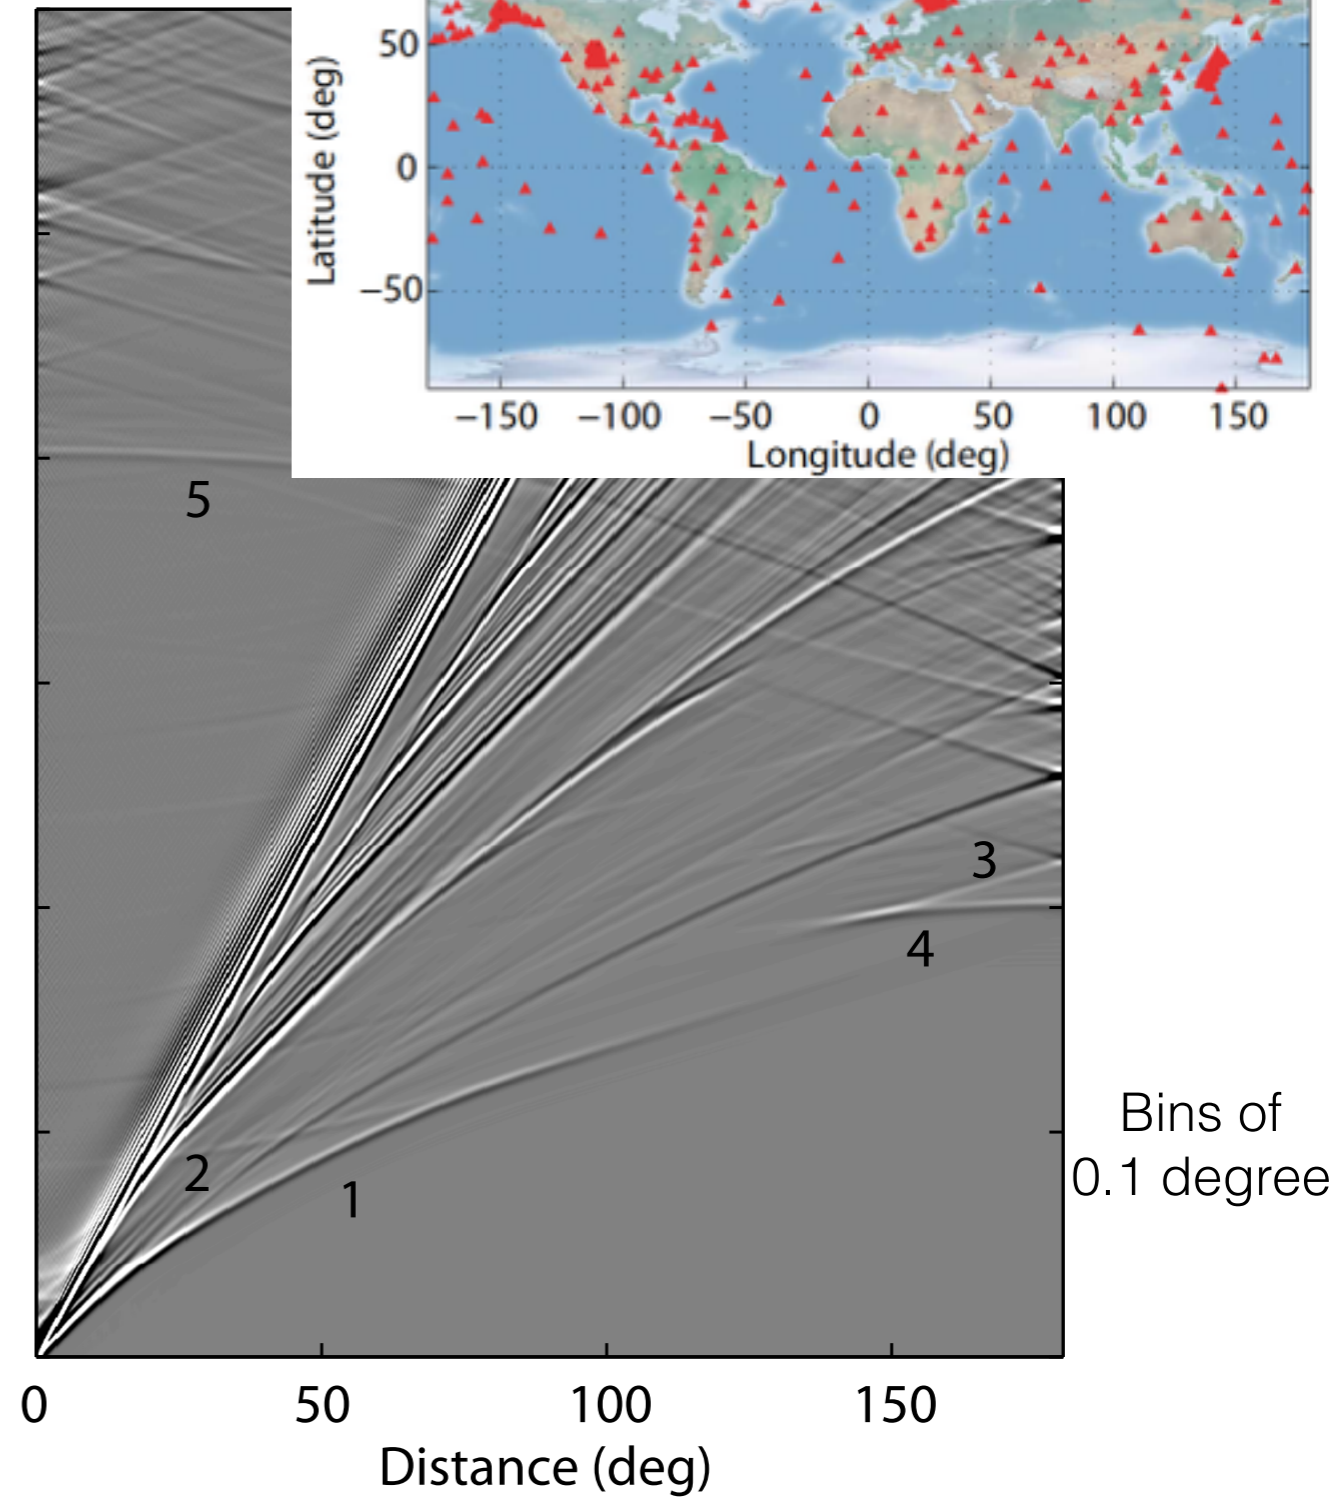 50
0
−50
Latitude (deg)
−150 −100 −50 0 50 100 150
Longitude (deg)
5
3
4
2
1
Bins of
0.1 degree
0 50 100 150
Distance (deg)